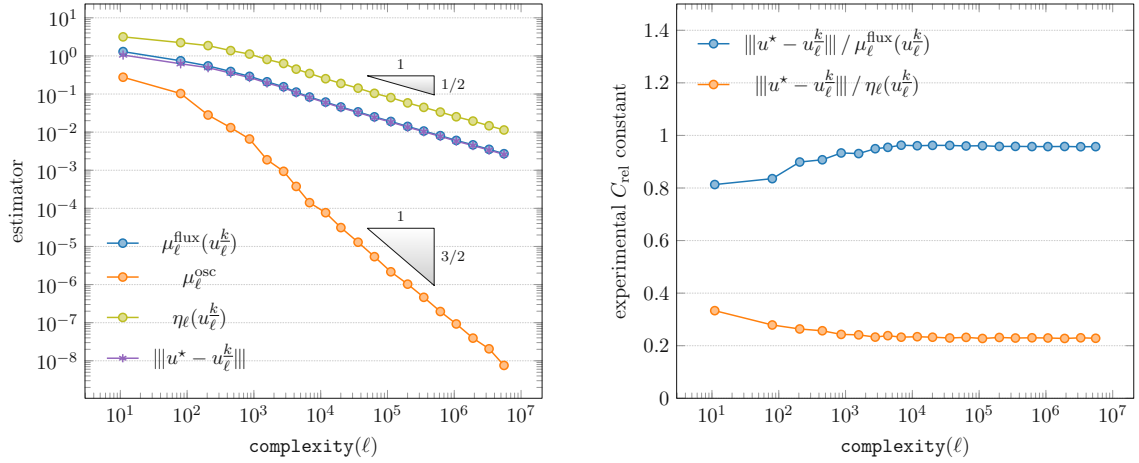 10^1
10^0
10^−1
10^−2
10^−3
10^−4
10^−5
10^−6
10^−7
10^−8
estimator
1
1/2
1
3/2
μ_ℓ^flux(u_ℓ^k)
μ_ℓ^osc
η_ℓ(u_ℓ^k)
|||u^⋆ − u_ℓ^k|||
10^1 10^2 10^3 10^4 10^5 10^6 10^7
complexity(ℓ)
1.4
1.2
1
0.8
0.6
0.4
0.2
0
experimental C_rel constant
|||u^⋆ − u_ℓ^k||| / μ_ℓ^flux(u_ℓ^k)
|||u^⋆ − u_ℓ^k||| / η_ℓ(u_ℓ^k)
10^1 10^2 10^3 10^4 10^5 10^6 10^7
complexity(ℓ)